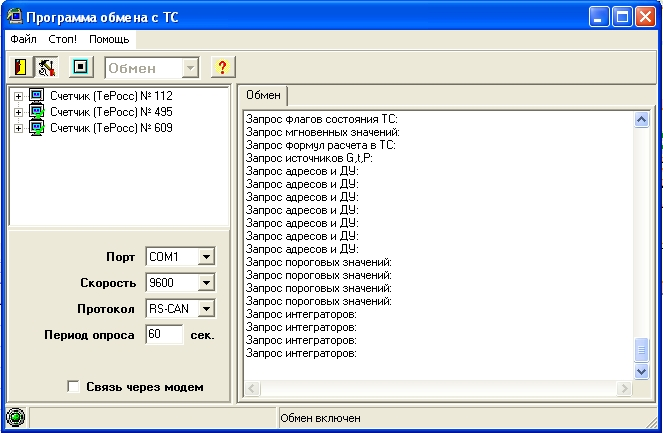 Программа обмена с ТС
Файл Стоп! Помощь
Обмен
?
Счетчик (ТеРосс) № 112
Счетчик (ТеРосс) № 495
Счетчик (ТеРосс) № 609
Порт COM1
Скорость 9600
Протокол RS-CAN
Период опроса 60 сек.
Связь через модем
Обмен
Запрос флагов состояния ТС:
Запрос мгновенных значений:
Запрос формул расчета в ТС:
Запрос источников G,t,P:
Запрос адресов и ДУ:
Запрос адресов и ДУ:
Запрос адресов и ДУ:
Запрос адресов и ДУ:
Запрос адресов и ДУ:
Запрос адресов и ДУ:
Запрос адресов и ДУ:
Запрос пороговых значений:
Запрос пороговых значений:
Запрос пороговых значений:
Запрос пороговых значений:
Запрос интеграторов:
Запрос интеграторов:
Запрос интеграторов:
Запрос интеграторов:
Обмен включен